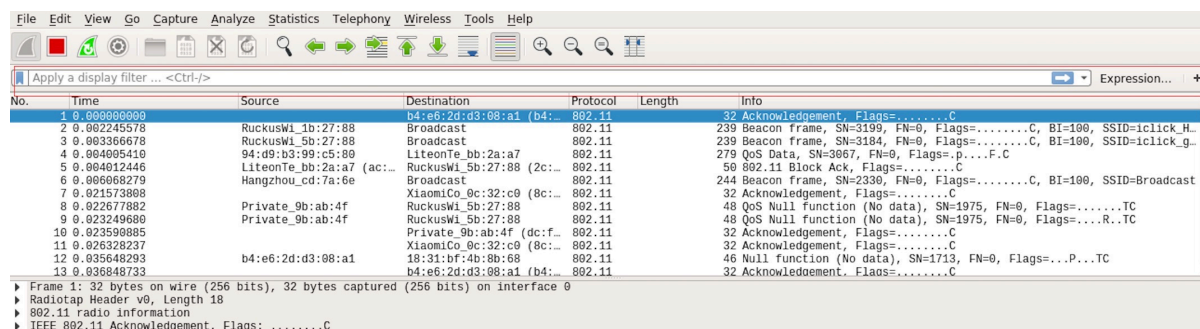 File Edit View Go Capture Analyze Statistics Telephony Wireless Tools Help
Apply a display filter ... <Ctrl-/> Expression... +
No. Time Source Destination Protocol Length Info
1 0.000000000 b4:e6:2d:d3:08:a1 (b4:… 802.11 32 Acknowledgement, Flags=........C
2 0.002245578 RuckusWi_1b:27:88 Broadcast 802.11 239 Beacon frame, SN=3199, FN=0, Flags=........C, BI=100, SSID=iclick_H…
3 0.003366678 RuckusWi_5b:27:88 Broadcast 802.11 239 Beacon frame, SN=3184, FN=0, Flags=........C, BI=100, SSID=iclick_g…
4 0.004005410 94:d9:b3:99:c5:80 LiteonTe_bb:2a:a7 802.11 279 QoS Data, SN=3067, FN=0, Flags=.p....F.C
5 0.004012446 LiteonTe_bb:2a:a7 (ac:… RuckusWi_5b:27:88 (2c:… 802.11 50 802.11 Block Ack, Flags=........C
6 0.006068279 Hangzhou_cd:7a:6e Broadcast 802.11 244 Beacon frame, SN=2330, FN=0, Flags=........C, BI=100, SSID=Broadcast
7 0.021573808 XiaomiCo_0c:32:c0 (8c:… 802.11 32 Acknowledgement, Flags=........C
8 0.022677882 Private_9b:ab:4f RuckusWi_5b:27:88 802.11 48 QoS Null function (No data), SN=1975, FN=0, Flags=.......TC
9 0.023249680 Private_9b:ab:4f RuckusWi_5b:27:88 802.11 48 QoS Null function (No data), SN=1975, FN=0, Flags=....R..TC
10 0.023590885 Private_9b:ab:4f (dc:f… 802.11 32 Acknowledgement, Flags=........C
11 0.026328237 XiaomiCo_0c:32:c0 (8c:… 802.11 32 Acknowledgement, Flags=........C
12 0.035648293 b4:e6:2d:d3:08:a1 18:31:bf:4b:8b:68 802.11 46 Null function (No data), SN=1713, FN=0, Flags=...P...TC
13 0.036848733 b4:e6:2d:d3:08:a1 (b4:… 802.11 32 Acknowledgement, Flags=........C
Frame 1: 32 bytes on wire (256 bits), 32 bytes captured (256 bits) on interface 0
Radiotap Header v0, Length 18
802.11 radio information
IEEE 802.11 Acknowledgement, Flags: ........C